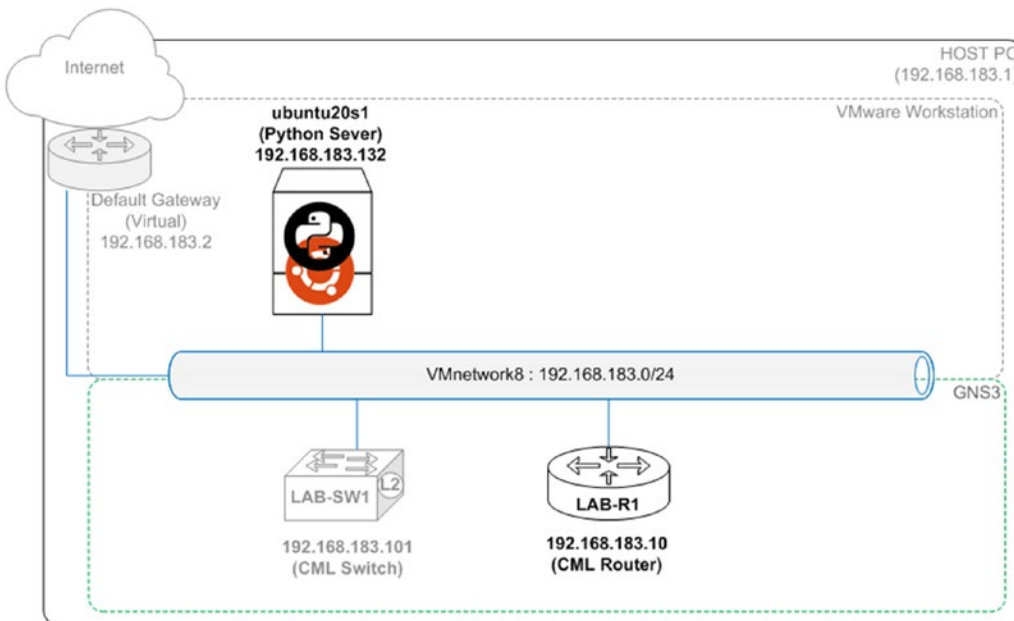 Internet
HOST PC
(192.168.183.1)
VMware Workstation
ubuntu20s1
(Python Sever)
192.168.183.132
Default Gateway
(Virtual)
192.168.183.2
VMnetwork8 : 192.168.183.0/24
GNS3
LAB-SW1
L2
LAB-R1
192.168.183.101
(CML Switch)
192.168.183.10
(CML Router)